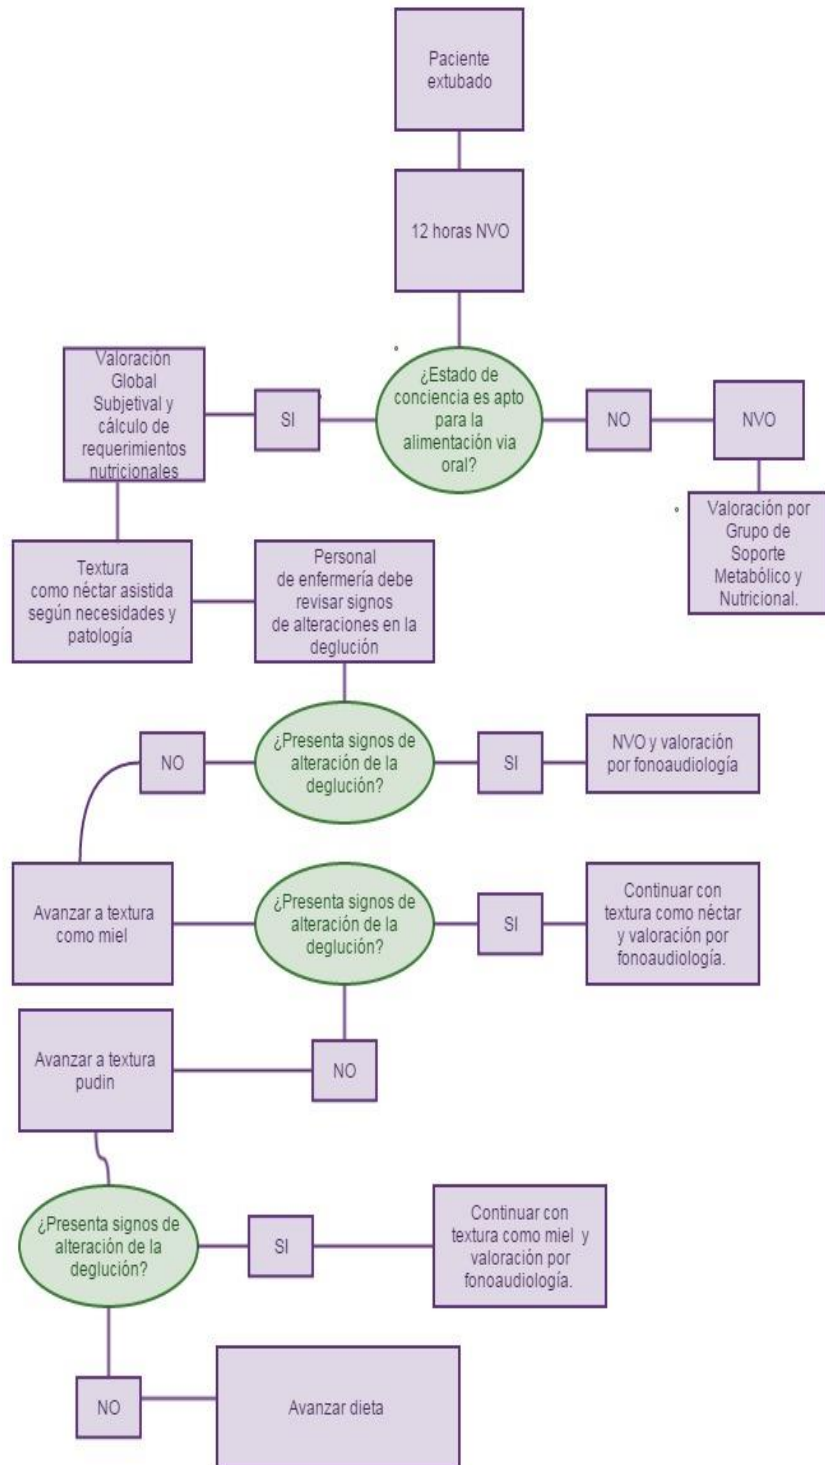 Paciente
extubado
12 horas NVO
¿Estado de
conciencia es apto
para la
alimentación via
oral?
SI
NO
Valoración
Global
Subjetival y
cálculo de
requerimientos
nutricionales
NVO
Valoración por
Grupo de
Soporte
Metabólico y
Nutricional.
Textura
como néctar asistida
según necesidades y
patología
Personal
de enfermería debe
revisar signos
de alteraciones en la
deglución
¿Presenta signos de
alteración de la
deglución?
NO
SI
NVO y valoración
por fonoaudiología
Avanzar a textura
como miel
¿Presenta signos de
alteración de la
deglución?
SI
Continuar con
textura como néctar
y valoración por
fonoaudiología.
NO
Avanzar a textura
pudin
¿Presenta signos de
alteración de la
deglución?
SI
Continuar con
textura como miel y
valoración por
fonoaudiología.
NO
Avanzar dieta